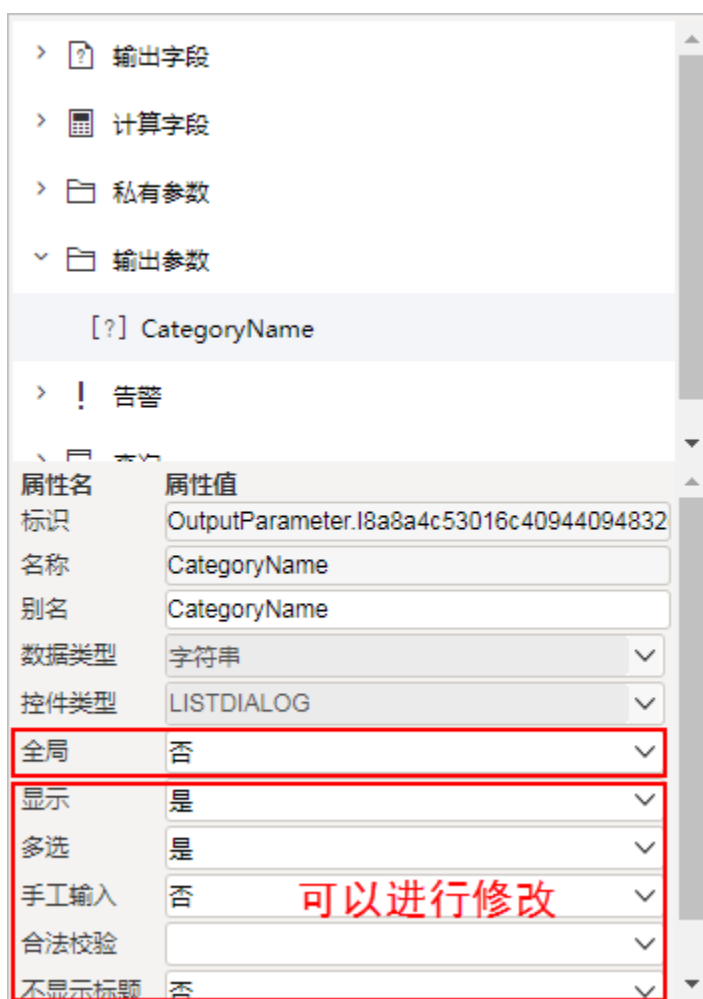 输出字段
计算字段
私有参数
输出参数
[?] CategoryName
告警
查询
属性名 属性值
标识 OutputParameter.I8a8a4c53016c40944094832
名称 CategoryName
别名 CategoryName
数据类型 字符串
控件类型 LISTDIALOG
全局 否
显示 是
多选 是
手工输入 否 可以进行修改
合法校验
不显示标题 否